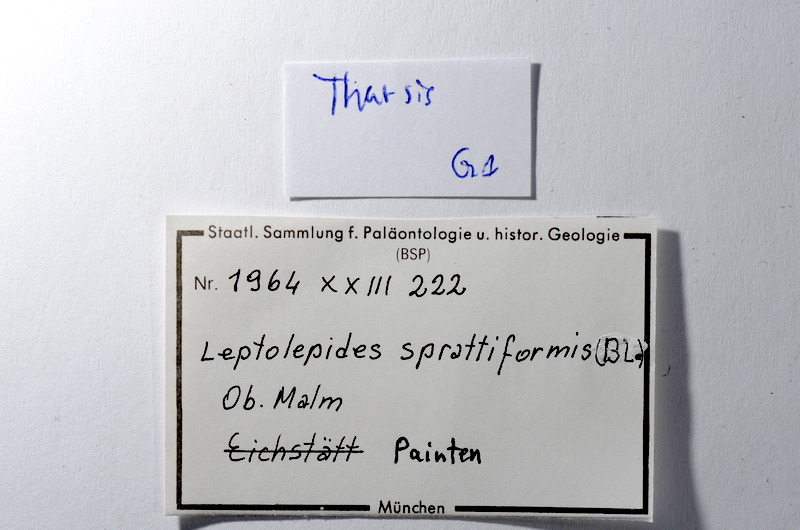 Tharsis
G1
Staatl. Sammlung f. Paläontologie u. histor. Geologie
(BSP)
Nr. 1964 XXIII 222
Leptolepides sprattiformis (BL.)
Ob. Malm
Eichstätt Painten
München